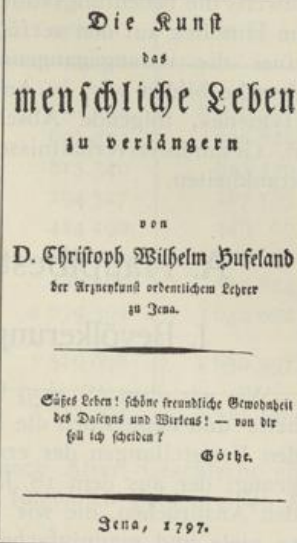 Die Kunst
das
menschliche Leben
zu verlängern
von
D. Christoph Wilhelm Hufeland
der Arzneykunst ordentlichem Lehrer
zu Jena.
Süßes Leben! schöne freundliche Gewohnheit
des Daseyns und Wirkens! — von dir
soll ich scheiden?
Göthe.
Jena, 1797.